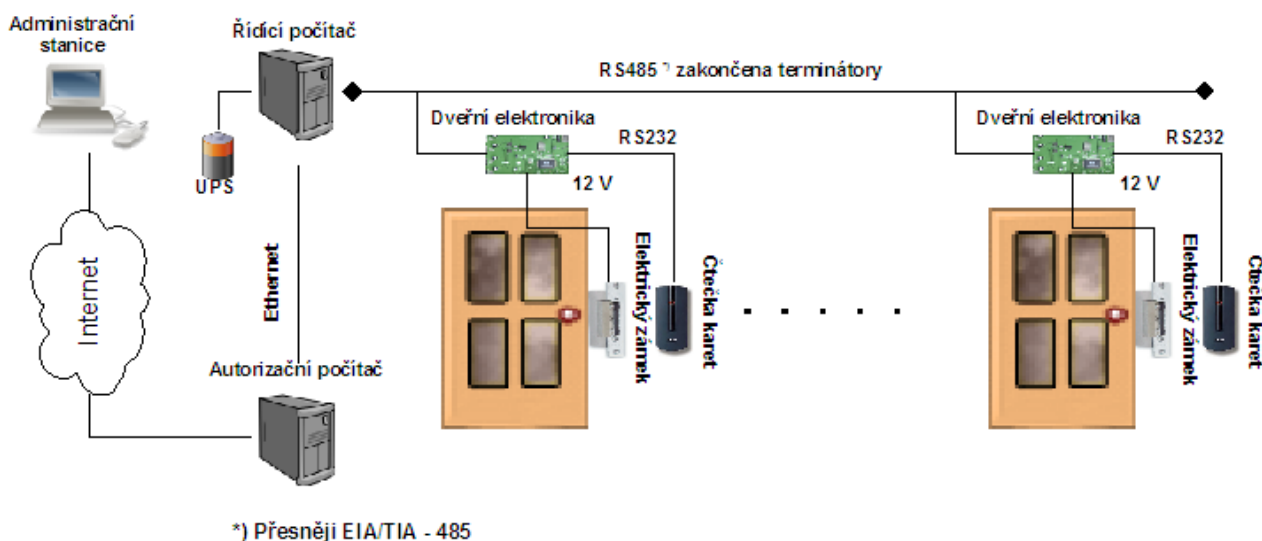 Administrační
stanice
Řídící počítač
RS485 *) zakončena terminátory
Dveřní elektronika
RS232
12 V
UPS
Internet
Ethernet
Elektrický zámek
Čtečka karet
Dveřní elektronika
RS232
12 V
Elektrický zámek
Čtečka karet
Autorizační počítač
*) Přesněji EIA/TIA - 485